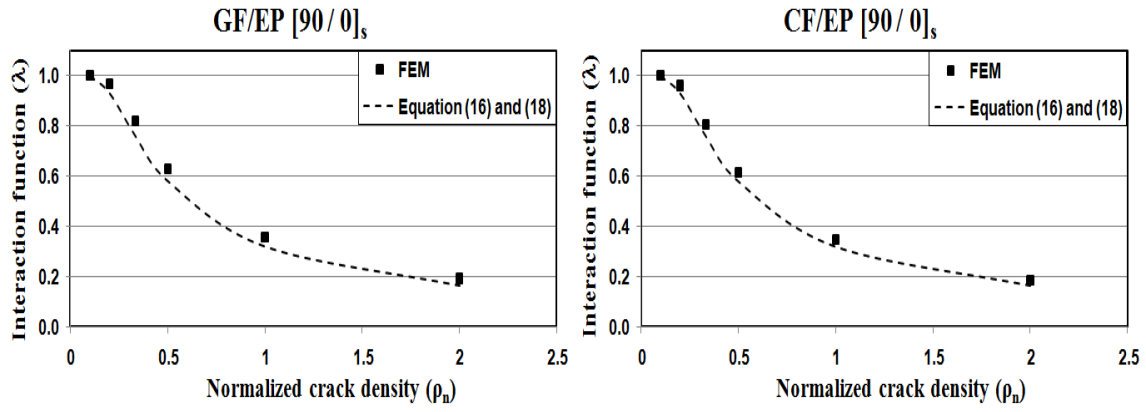 GF/EP [90 / 0]s
Interaction function (λ)
1.0
0.8
0.6
0.4
0.2
0.0
FEM
Equation (16) and (18)
0 0.5 1 1.5 2 2.5
Normalized crack density (ρn)
CF/EP [90 / 0]s
Interaction function (λ)
1.0
0.8
0.6
0.4
0.2
0.0
FEM
Equation (16) and (18)
0 0.5 1 1.5 2 2.5
Normalized crack density (ρn)